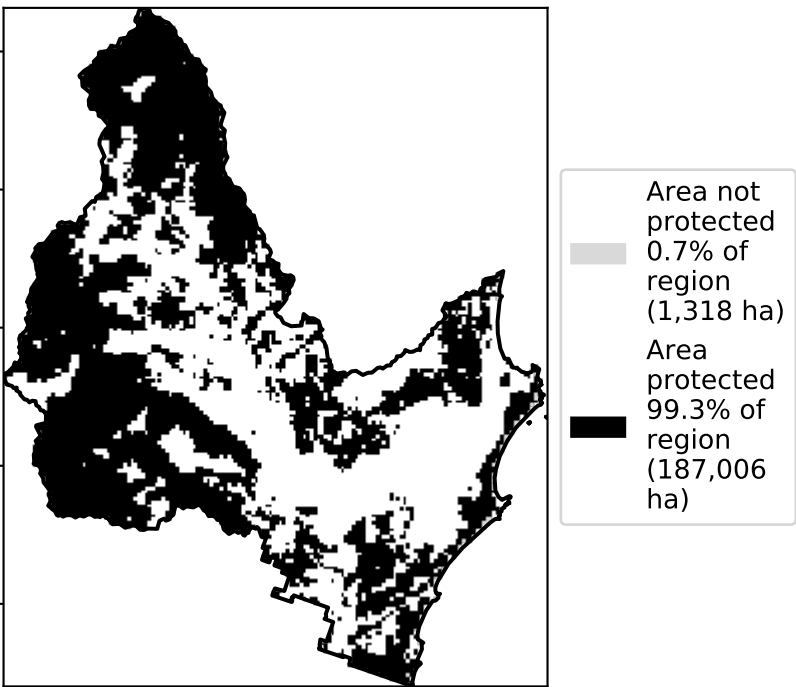 Area not
protected
0.7% of
region
(1,318 ha)
Area
protected
99.3% of
region
(187,006
ha)